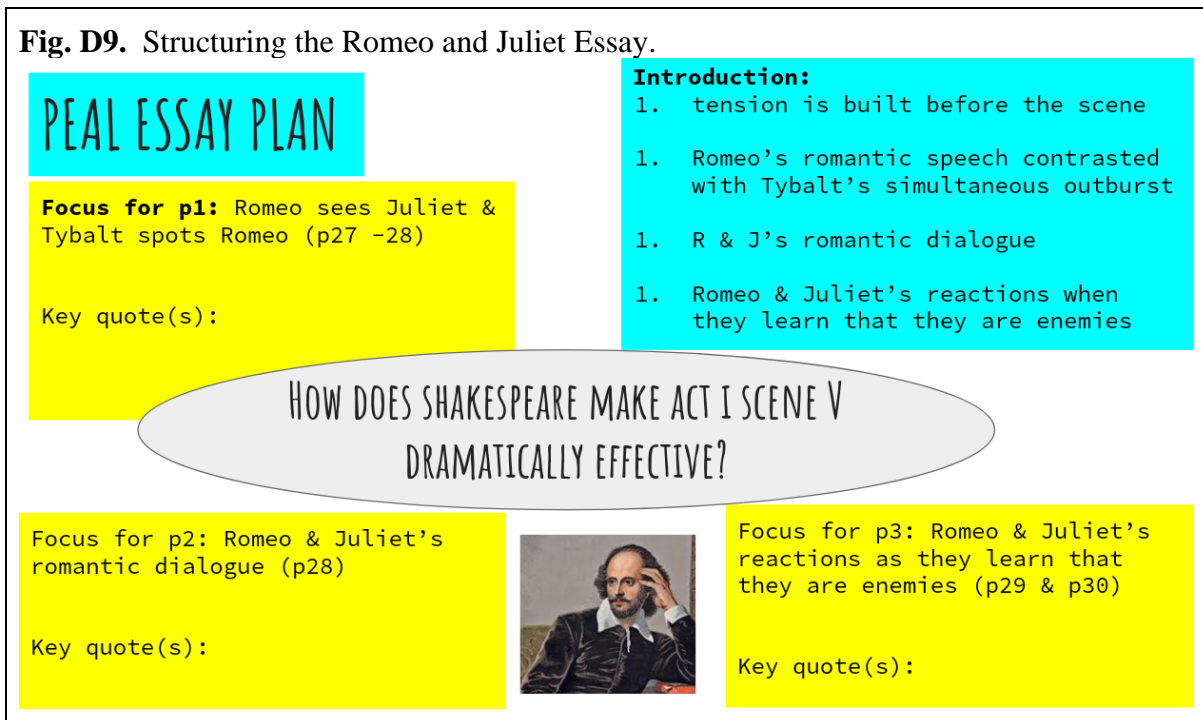 Fig. D9. Structuring the Romeo and Juliet Essay.
PEAL ESSAY PLAN
Introduction:
1. tension is built before the scene
1. Romeo’s romantic speech contrasted
with Tybalt’s simultaneous outburst
1. R & J’s romantic dialogue
1. Romeo & Juliet’s reactions when
they learn that they are enemies
Focus for p1: Romeo sees Juliet &
Tybalt spots Romeo (p27 –28)
Key quote(s):
HOW DOES SHAKESPEARE MAKE ACT I SCENE V
DRAMATICALLY EFFECTIVE?
Focus for p2: Romeo & Juliet’s
romantic dialogue (p28)
Key quote(s):
Focus for p3: Romeo & Juliet’s
reactions as they learn that
they are enemies (p29 & p30)
Key quote(s):